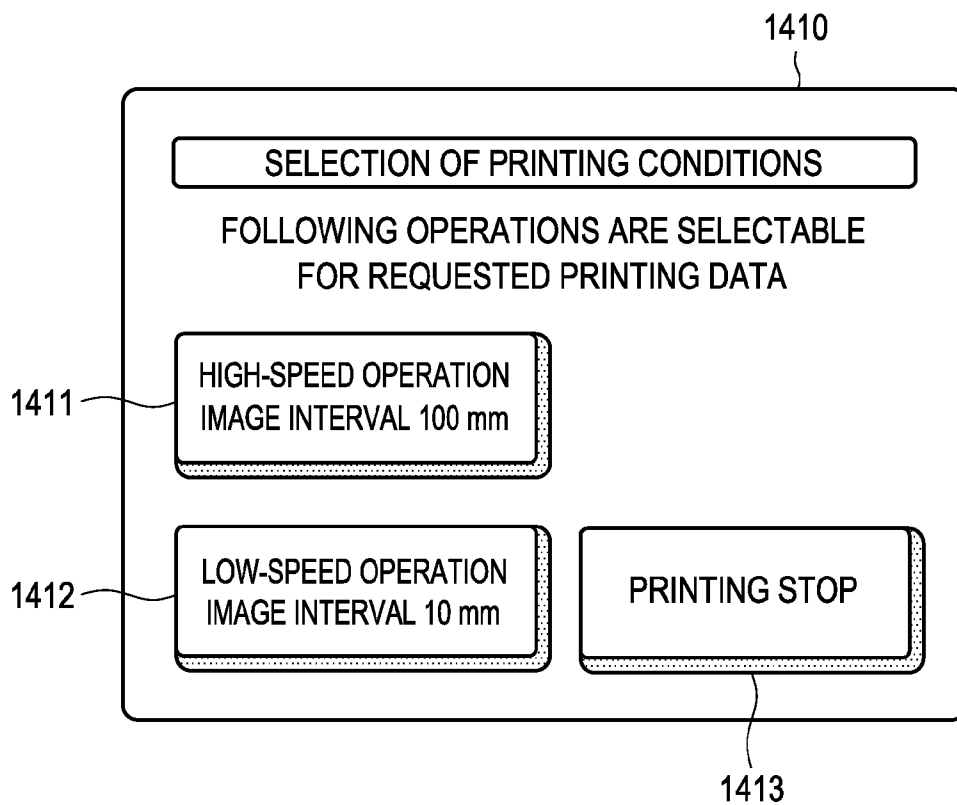 1410
SELECTION OF PRINTING CONDITIONS
FOLLOWING OPERATIONS ARE SELECTABLE
FOR REQUESTED PRINTING DATA
1411
HIGH-SPEED OPERATION
IMAGE INTERVAL 100 mm
1412
LOW-SPEED OPERATION
IMAGE INTERVAL 10 mm
PRINTING STOP
1413